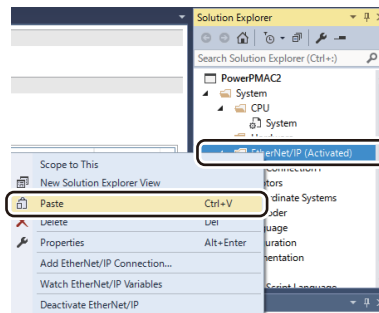 Solution Explorer
Search Solution Explorer (Ctrl+:)
PowerPMAC2
System
CPU
System
EtherNet/IP (Activated)
Scope to This
New Solution Explorer View
Paste Ctrl+V
Delete Del
Properties Alt+Enter
Add EtherNet/IP Connection...
Watch EtherNet/IP Variables
Deactivate EtherNet/IP